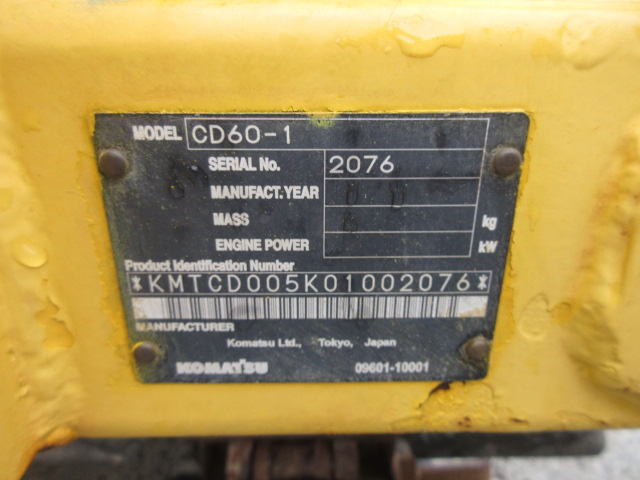 MODEL CD60-1
SERIAL No. 2076
MANUFACT.YEAR
MASS kg
ENGINE POWER kW
Product Identification Number
*KMTCD005K01002076*
MANUFACTURER
Komatsu Ltd., Tokyo, Japan
KOMATSU 09601-10001